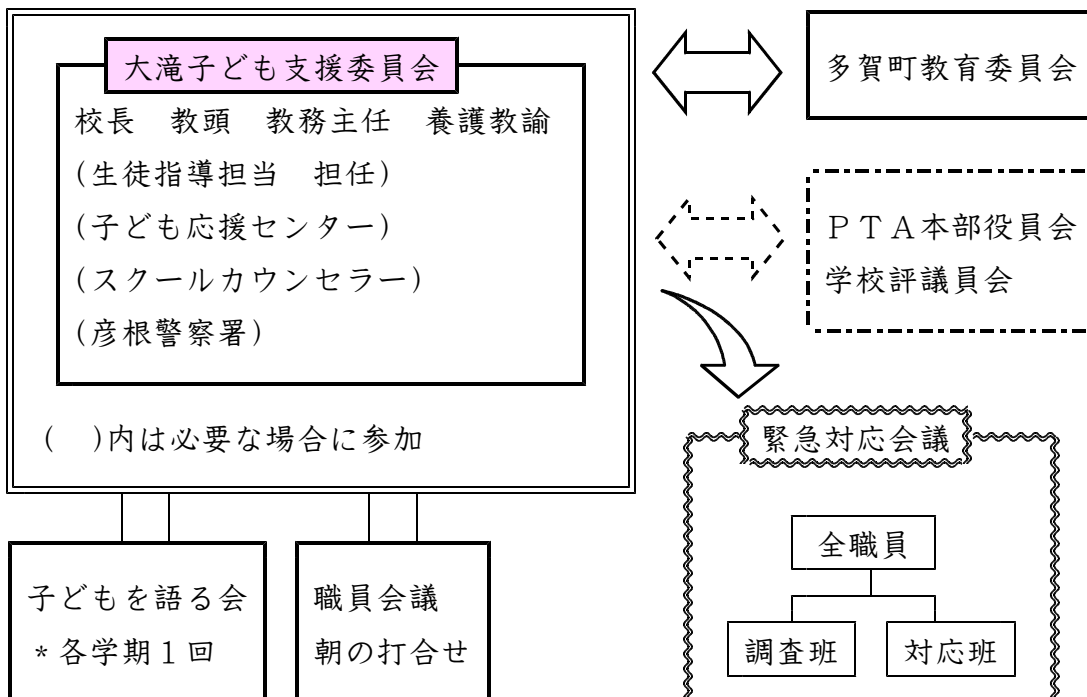 大滝子ども支援委員会
校長　教頭　教務主任　養護教諭
(生徒指導担当　担任)
(子ども応援センター)
(スクールカウンセラー)
(彦根警察署)
(　)内は必要な場合に参加
多賀町教育委員会
ＰＴＡ本部役員会
学校評議員会
緊急対応会議
全職員
調査班
対応班
子どもを語る会
*各学期１回
職員会議
朝の打合せ